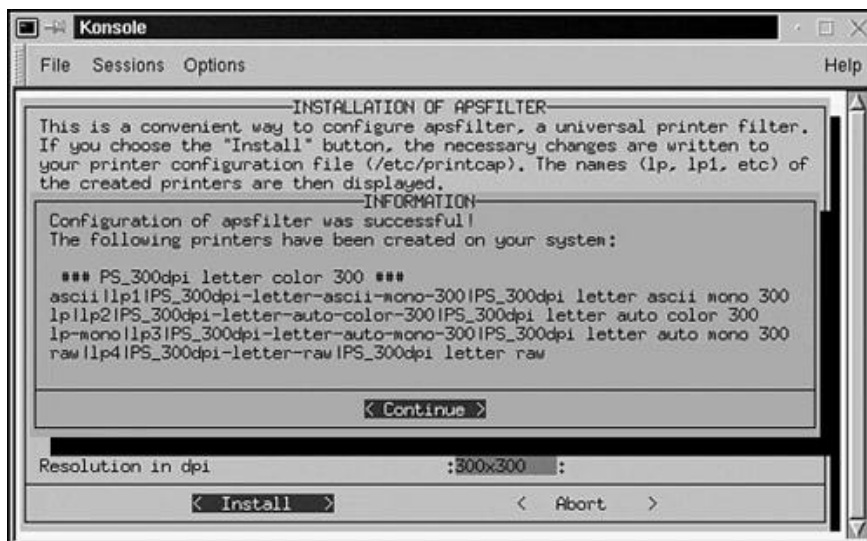 Konsole
File Sessions Options Help
INSTALLATION OF APSFILTER
This is a convenient way to configure apsfilter, a universal printer filter.
If you choose the "Install" button, the necessary changes are written to
your printer configuration file (/etc/printcap). The names (lp, lp1, etc) of
the created printers are then displayed.
INFORMATION
Configuration of apsfilter was successful!
The following printers have been created on your system:
### PS_300dpi letter color 300 ###
ascii|lp1|PS_300dpi-letter-ascii-mono-300|PS_300dpi letter ascii mono 300
lp|lp2|PS_300dpi-letter-auto-color-300|PS_300dpi letter auto color 300
lp-mono|lp3|PS_300dpi-letter-auto-mono-300|PS_300dpi letter auto mono 300
raw|lp4|PS_300dpi-letter-raw|PS_300dpi letter raw
< Continue >
Resolution in dpi :300x300 :
< Install > < Abort >